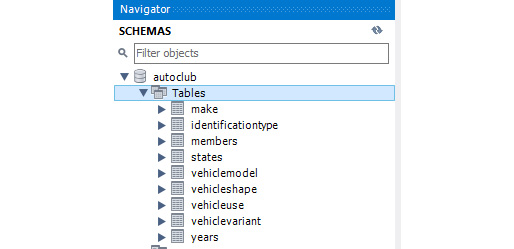 Navigator
SCHEMAS
Filter objects
autoclub
Tables
make
identificationtype
members
states
vehiclemodel
vehicleshape
vehicleuse
vehiclevariant
years